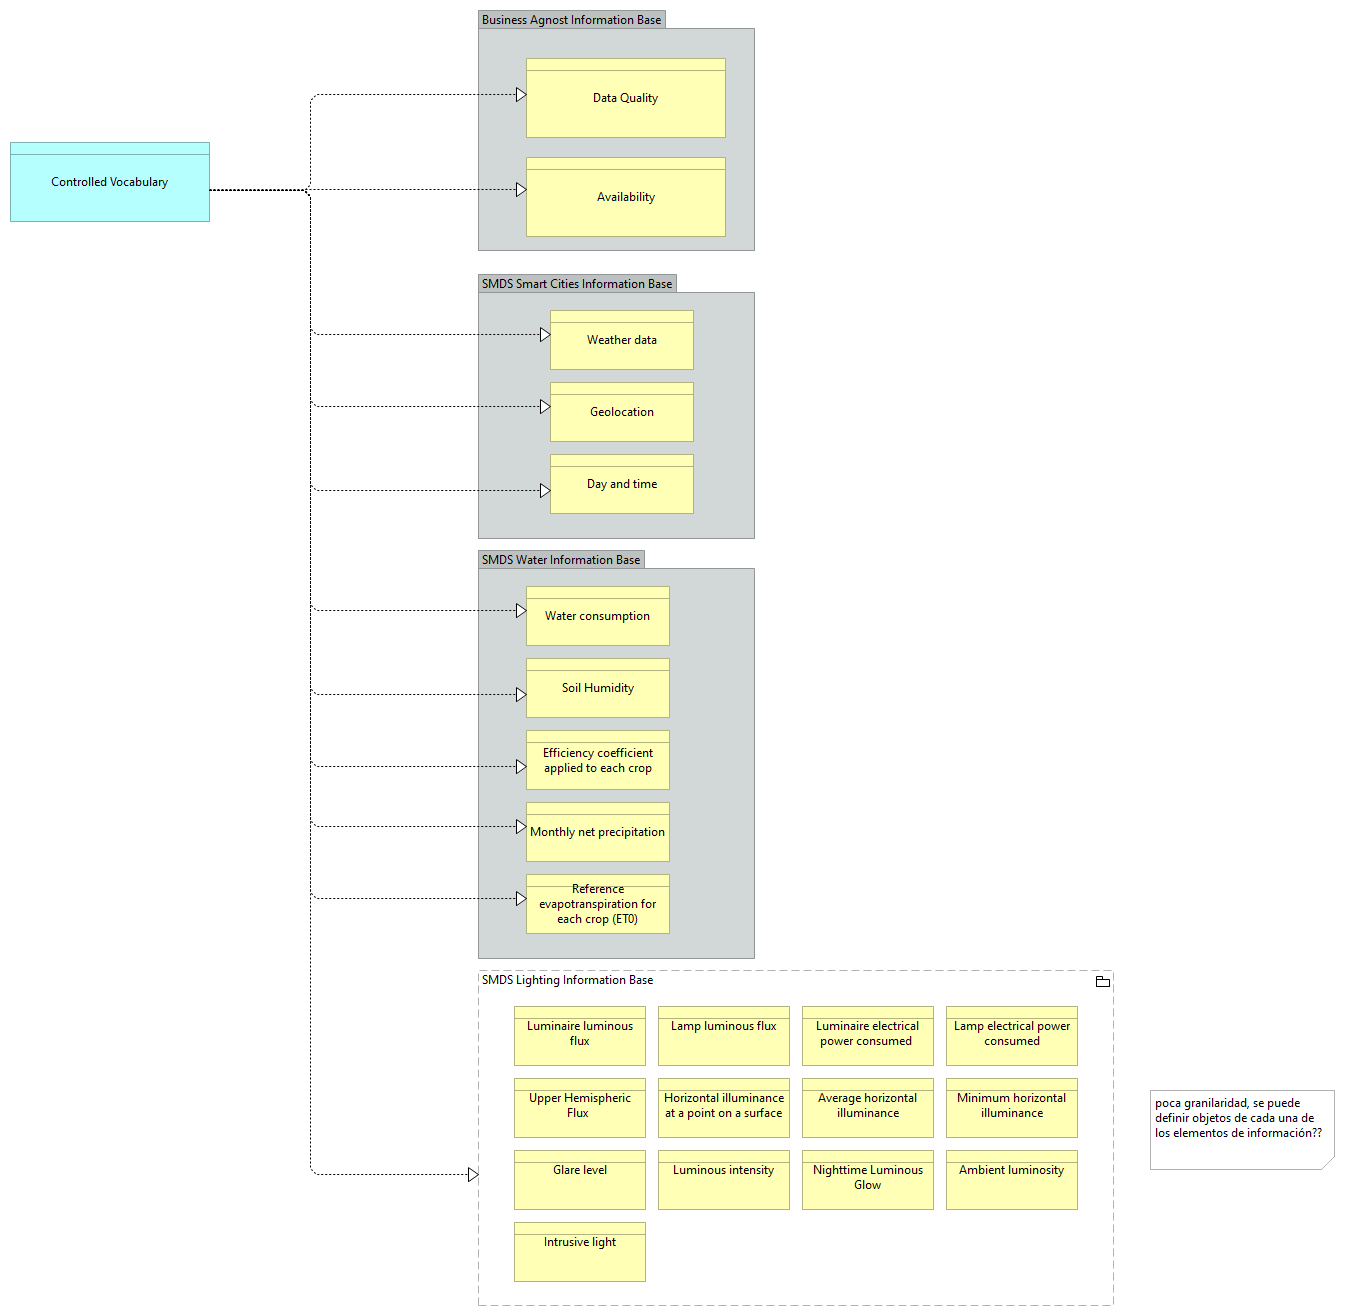 Business Agnost Information Base
Data Quality
Controlled Vocabulary
Availability
SMDS Smart Cities Information Base
Weather data
Geolocation
Day and time
SMDS Water Information Base
Water consumption
Soil Humidity
Efficiency coefficient
applied to each crop
Monthly net precipitation
Reference
evapotranspiration for
each crop (ET0)
SMDS Lighting Information Base
Luminaire luminous
flux
Lamp luminous flux
Luminaire electrical
power consumed
Lamp electrical power
consumed
Upper Hemispheric
Flux
Horizontal illuminance
at a point on a surface
Average horizontal
illuminance
Minimum horizontal
illuminance
poca granilaridad, se puede
definir objetos de cada una de
los elementos de información??
Glare level
Luminous intensity
Nighttime Luminous
Glow
Ambient luminosity
Intrusive light